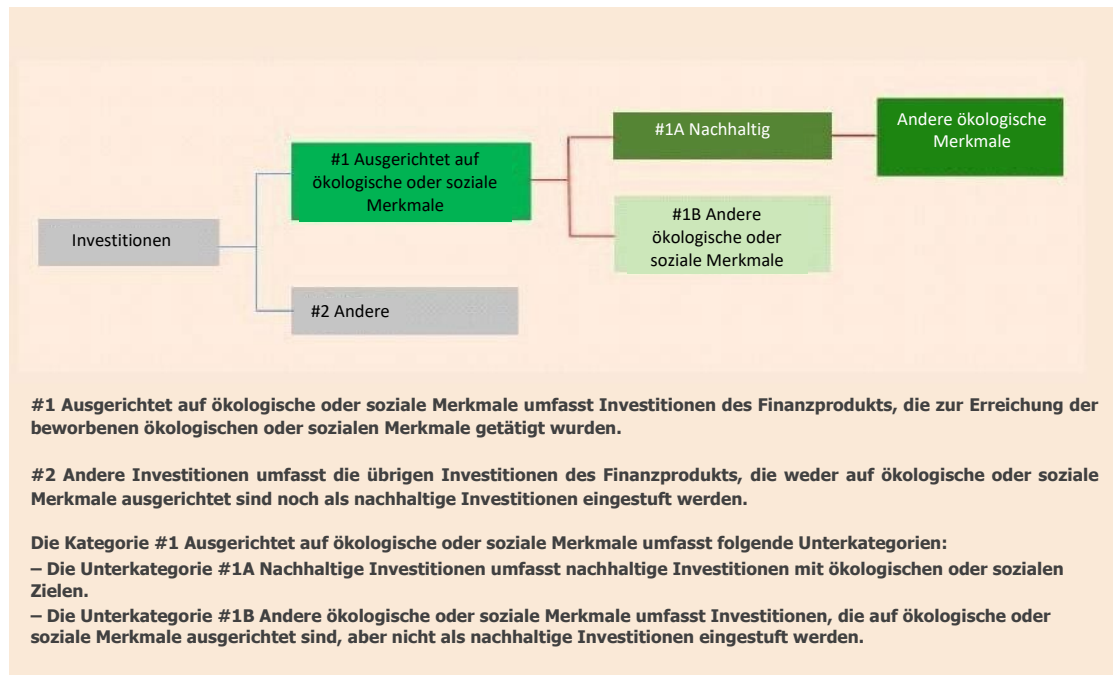 #1A Nachhaltig
Andere ökologische
Merkmale
#1 Ausgerichtet auf
ökologische oder soziale
Merkmale
#1B Andere
ökologische oder
soziale Merkmale
Investitionen
#2 Andere
#1 Ausgerichtet auf ökologische oder soziale Merkmale umfasst Investitionen des Finanzprodukts, die zur Erreichung der
beworbenen ökologischen oder sozialen Merkmale getätigt wurden.
#2 Andere Investitionen umfasst die übrigen Investitionen des Finanzprodukts, die weder auf ökologische oder soziale
Merkmale ausgerichtet sind noch als nachhaltige Investitionen eingestuft werden.
Die Kategorie #1 Ausgerichtet auf ökologische oder soziale Merkmale umfasst folgende Unterkategorien:
– Die Unterkategorie #1A Nachhaltige Investitionen umfasst nachhaltige Investitionen mit ökologischen oder sozialen
Zielen.
– Die Unterkategorie #1B Andere ökologische oder soziale Merkmale umfasst Investitionen, die auf ökologische oder
soziale Merkmale ausgerichtet sind, aber nicht als nachhaltige Investitionen eingestuft werden.